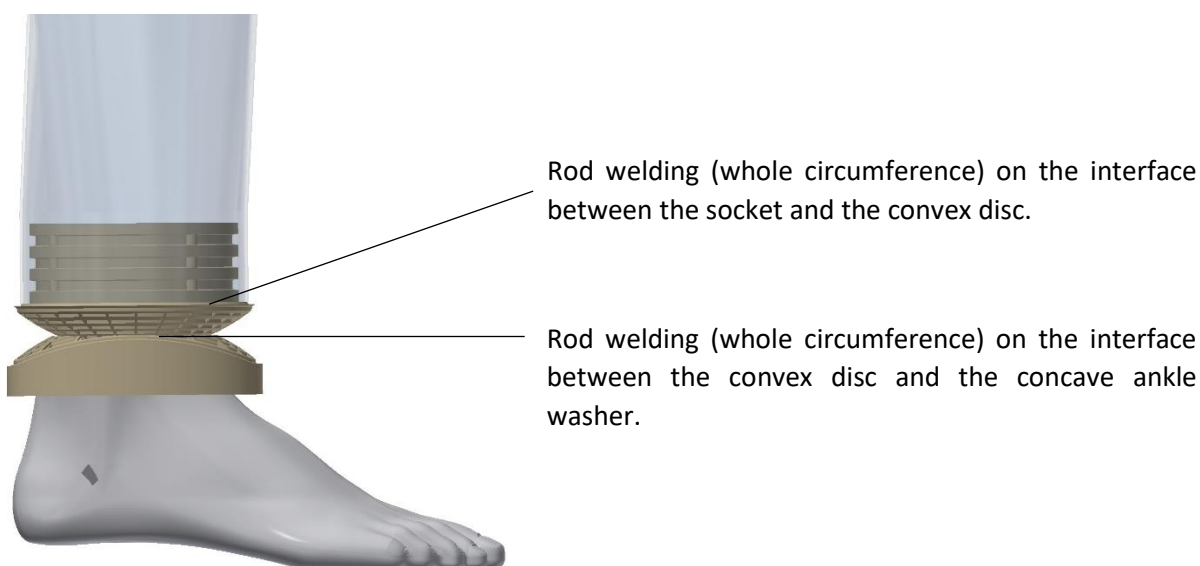 Rod welding (whole circumference) on the interface
between the socket and the convex disc.
Rod welding (whole circumference) on the interface
between the convex disc and the concave ankle
washer.